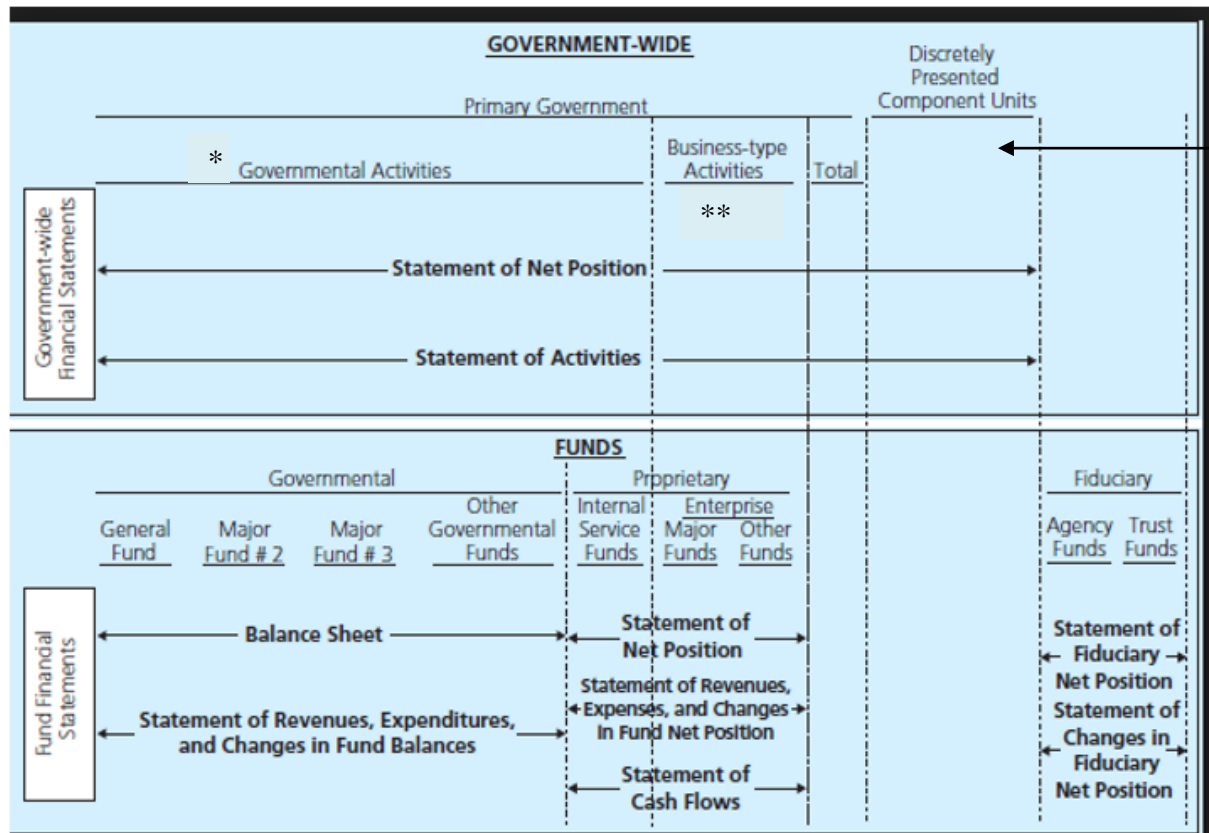 GOVERNMENT-WIDE
Discretely
Presented
Component Units
Primary Government
Business-type
Activities
* Governmental Activities
Total
**
Government-wide
Financial Statements
Statement of Net Position
Statement of Activities
FUNDS
Governmental
Proprietary
Fiduciary
General
Fund
Major
Fund # 2
Major
Fund # 3
Other
Governmental
Funds
Internal
Service
Funds
Enterprise
Major
Funds
Other
Funds
Agency
Funds
Trust
Funds
Fund Financial
Statements
Balance Sheet
Statement of
Net Position
Statement of
Fiduciary
Net Position
Statement of Revenues, Expenditures,
and Changes in Fund Balances
Statement of Revenues,
Expenses, and Changes
in Fund Net Position
Statement of
Changes in
Fiduciary
Net Position
Statement of
Cash Flows